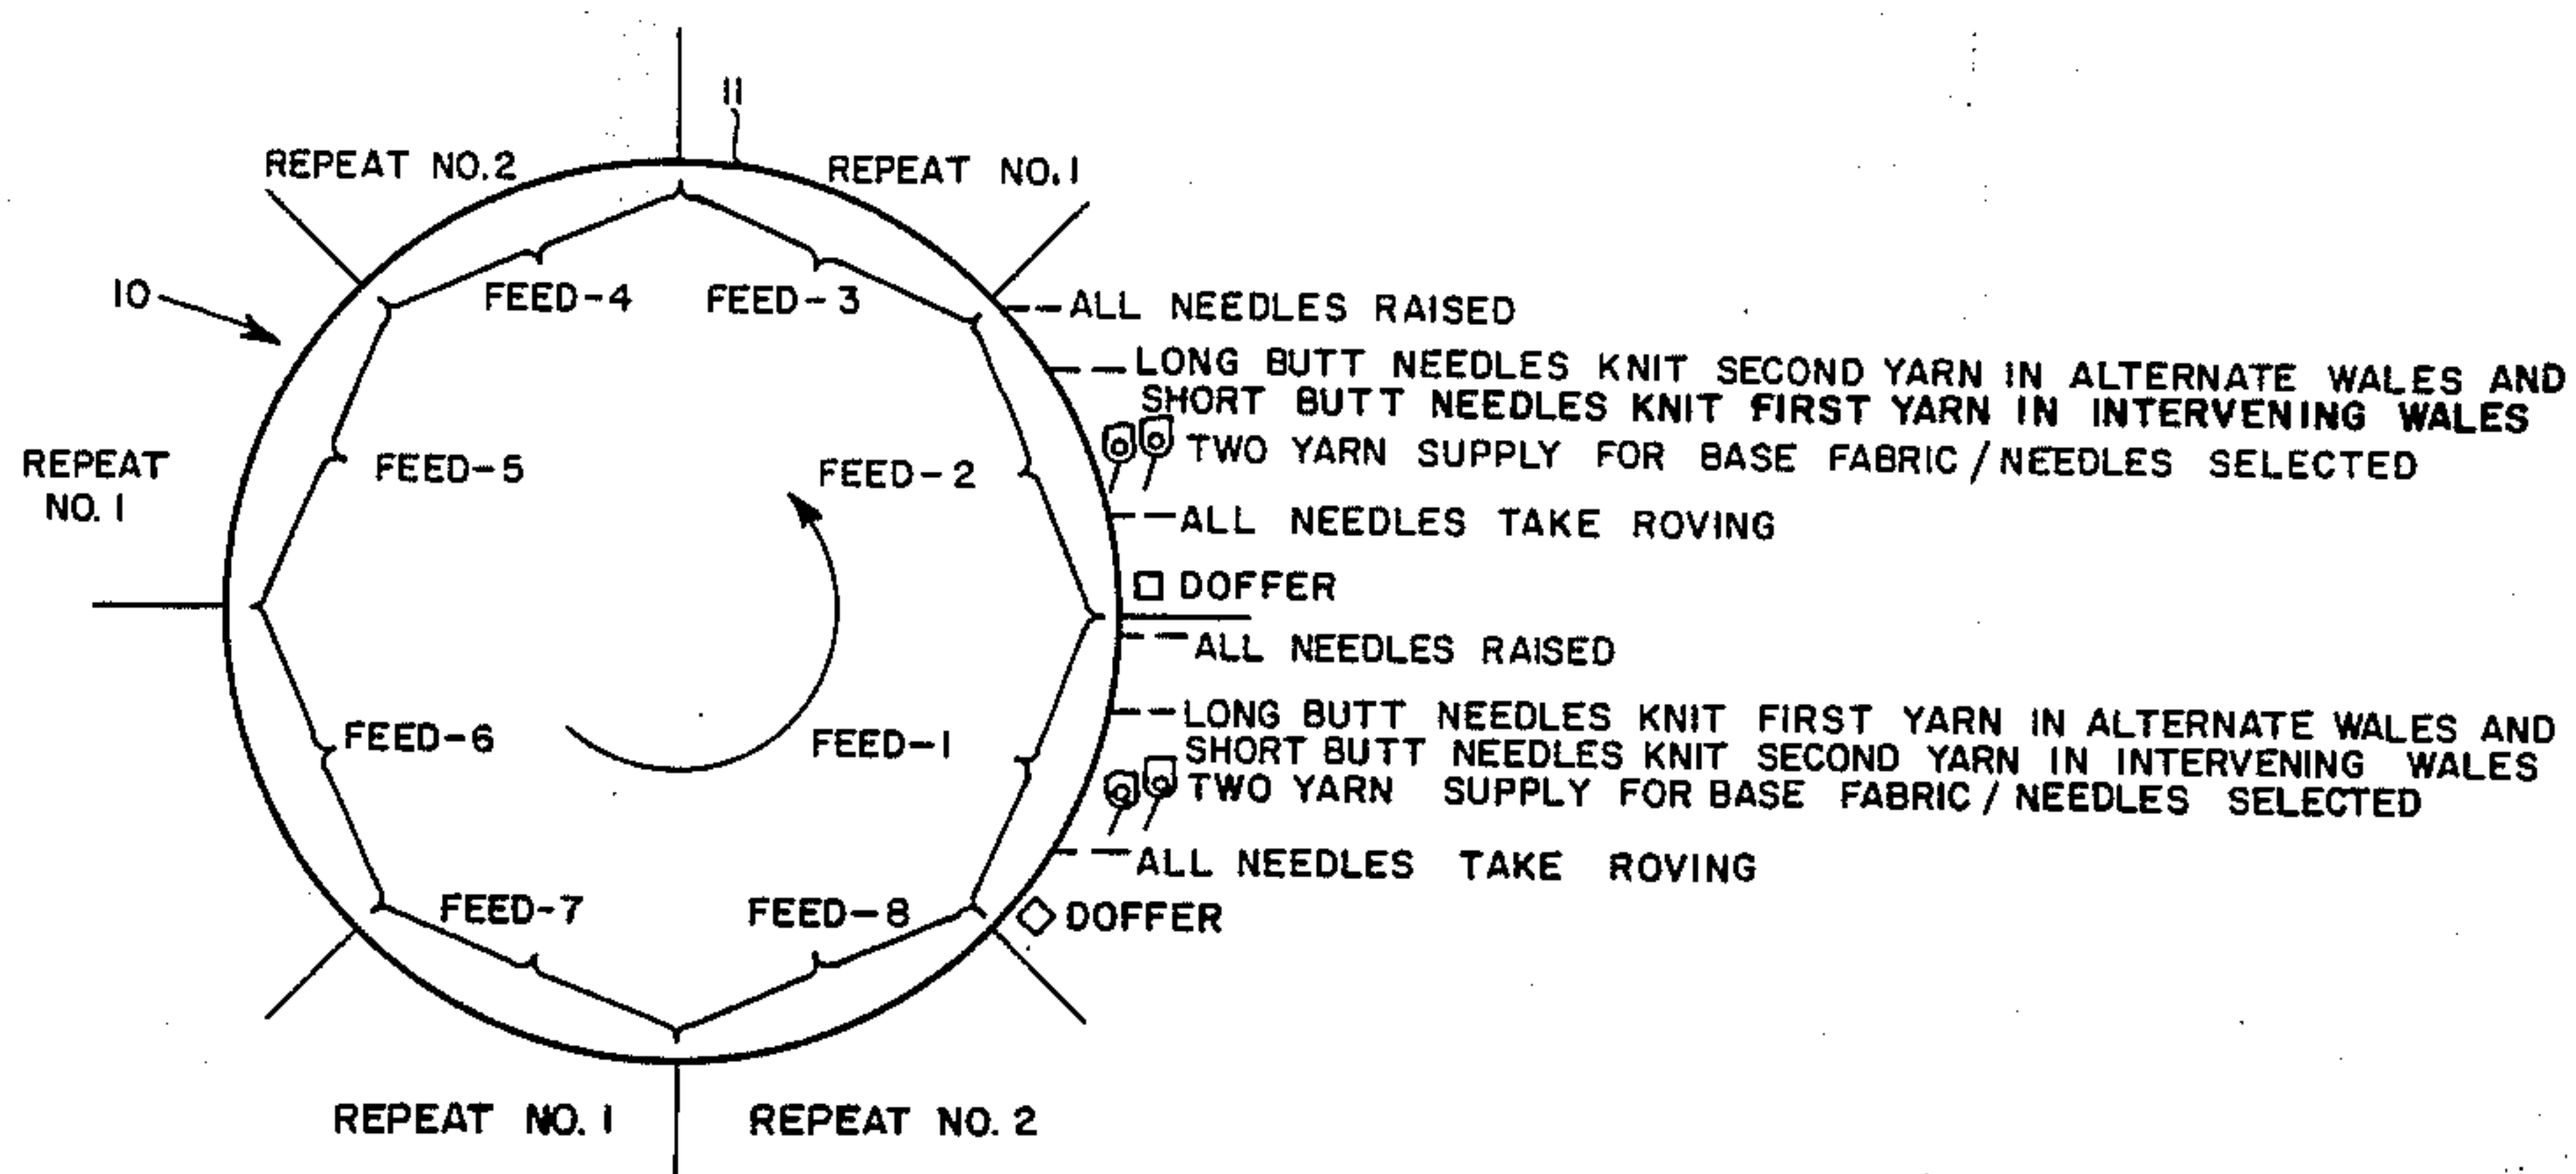 11
REPEAT NO. 2
REPEAT NO. 1
10
FEED-4
FEED-3
ALL NEEDLES RAISED
LONG BUTT NEEDLES KNIT SECOND YARN IN ALTERNATE WALES AND
SHORT BUTT NEEDLES KNIT FIRST YARN IN INTERVENING WALES
TWO YARN SUPPLY FOR BASE FABRIC / NEEDLES SELECTED
REPEAT
NO. 1
FEED-5
FEED-2
ALL NEEDLES TAKE ROVING
DOFFER
ALL NEEDLES RAISED
LONG BUTT NEEDLES KNIT FIRST YARN IN ALTERNATE WALES AND
SHORT BUTT NEEDLES KNIT SECOND YARN IN INTERVENING WALES
TWO YARN SUPPLY FOR BASE FABRIC / NEEDLES SELECTED
FEED-6
FEED-1
ALL NEEDLES TAKE ROVING
FEED-7
FEED-8
DOFFER
REPEAT NO. 1
REPEAT NO. 2